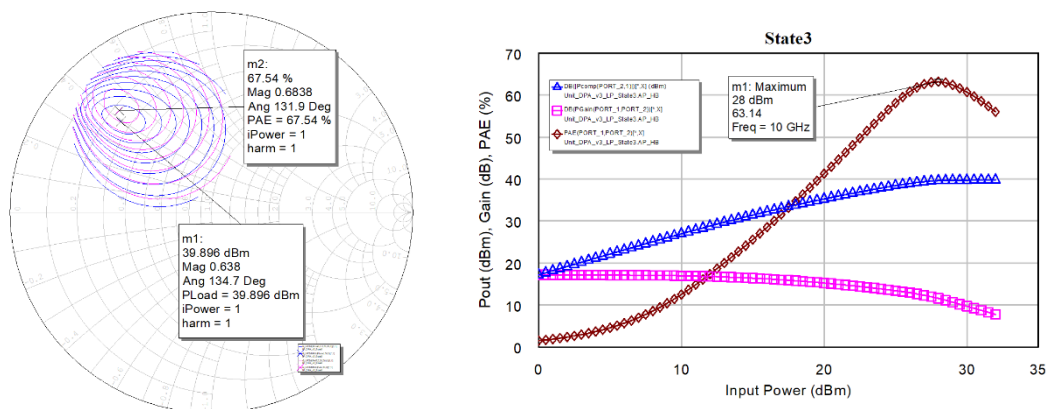 m2:
67.54 %
Mag 0.6838
Ang 131.9 Deg
PAE = 67.54 %
iPower = 1
harm = 1
m1:
39.896 dBm
Mag 0.638
Ang 134.7 Deg
PLoad = 39.896 dBm
iPower = 1
harm = 1
State3
Pout (dBm), Gain (dB), PAE (%)
70
60
50
40
30
20
10
0
DB(|Pcomp(PORT_2,1)|)[*,X] (dBm)
Unit_DPA_v3_LP_State3.AP_HB
DB(PGain(PORT_1,PORT_2))[*,X]
Unit_DPA_v3_LP_State3.AP_HB
PAE(PORT_1,PORT_2)[*,X]
Unit_DPA_v3_LP_State3.AP_HB
m1: Maximum
28 dBm
63.14
Freq = 10 GHz
0 10 20 30 35
Input Power (dBm)